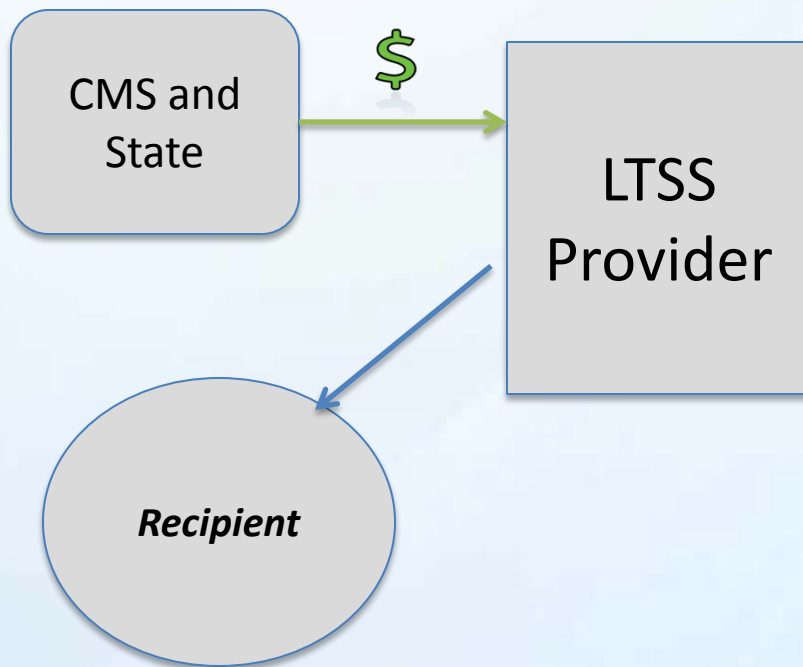 CMS and
State
$
LTSS
Provider
Recipient